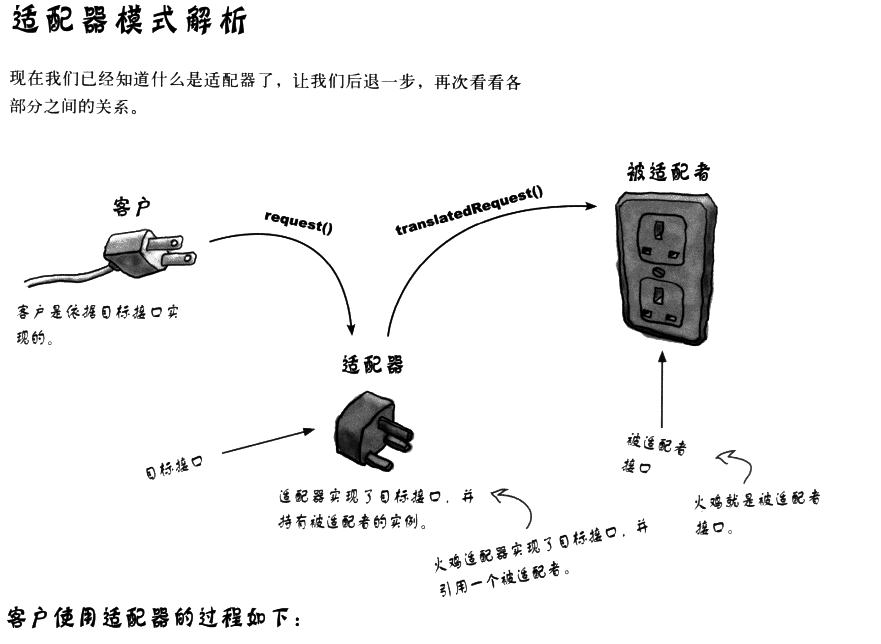 适配器模式解析
现在我们已经知道什么是适配器了，让我们后退一步，再次看看各
部分之间的关系。
被适配者
客户
request()
translatedRequest()
客户是依据目标接口实
现的。
适配器
目标接口
被适配者
接口
适配器实现了目标接口，并
持有被适配者的实例。
火鸡就是被适配者
接口。
火鸡适配器实现了目标接口，并
引用一个被适配者。
客户使用适配器的过程如下：